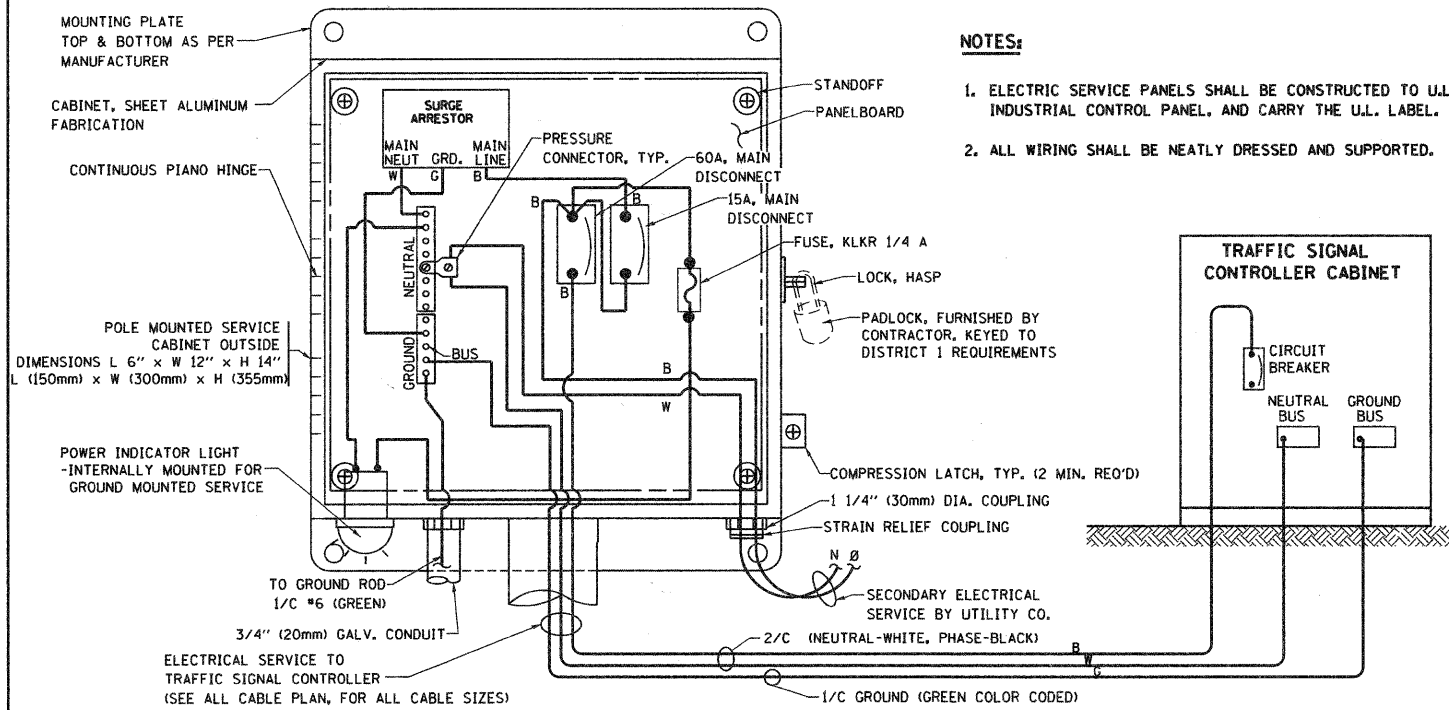 MOUNTING PLATE
TOP & BOTTOM AS PER
MANUFACTURER
CABINET, SHEET ALUMINUM
FABRICATION
CONTINUOUS PIANO HINGE
POLE MOUNTED SERVICE
CABINET OUTSIDE
DIMENSIONS L 6" x W 12" x H 14"
L (150mm) x W (300mm) x H (355mm)
POWER INDICATOR LIGHT
-INTERNALLY MOUNTED FOR
GROUND MOUNTED SERVICE
SURGE
ARRESTOR
MAIN
NEUT
GRD.
MAIN
LINE
W
G
B
NEUTRAL
GROUND
BUS
PRESSURE
CONNECTOR, TYP.
60A, MAIN
DISCONNECT
15A, MAIN
DISCONNECT
B
B
B
B
W
STANDOFF
PANELBOARD
FUSE, KLKR 1/4 A
LOCK, HASP
PADLOCK, FURNISHED BY
CONTRACTOR, KEYED TO
DISTRICT 1 REQUIREMENTS
COMPRESSION LATCH, TYP. (2 MIN. REQ'D)
1 1/4" (30mm) DIA. COUPLING
STRAIN RELIEF COUPLING
N Ø
SECONDARY ELECTRICAL
SERVICE BY UTILITY CO.
TO GROUND ROD
1/C #6 (GREEN)
3/4" (20mm) GALV. CONDUIT
ELECTRICAL SERVICE TO
TRAFFIC SIGNAL CONTROLLER
(SEE ALL CABLE PLAN, FOR ALL CABLE SIZES)
2/C (NEUTRAL-WHITE, PHASE-BLACK)
1/C GROUND (GREEN COLOR CODED)
B
W
G
NOTES:
1. ELECTRIC SERVICE PANELS SHALL BE CONSTRUCTED TO U.L
INDUSTRIAL CONTROL PANEL, AND CARRY THE U.L. LABEL.
2. ALL WIRING SHALL BE NEATLY DRESSED AND SUPPORTED.
TRAFFIC SIGNAL
CONTROLLER CABINET
CIRCUIT
BREAKER
NEUTRAL
BUS
GROUND
BUS